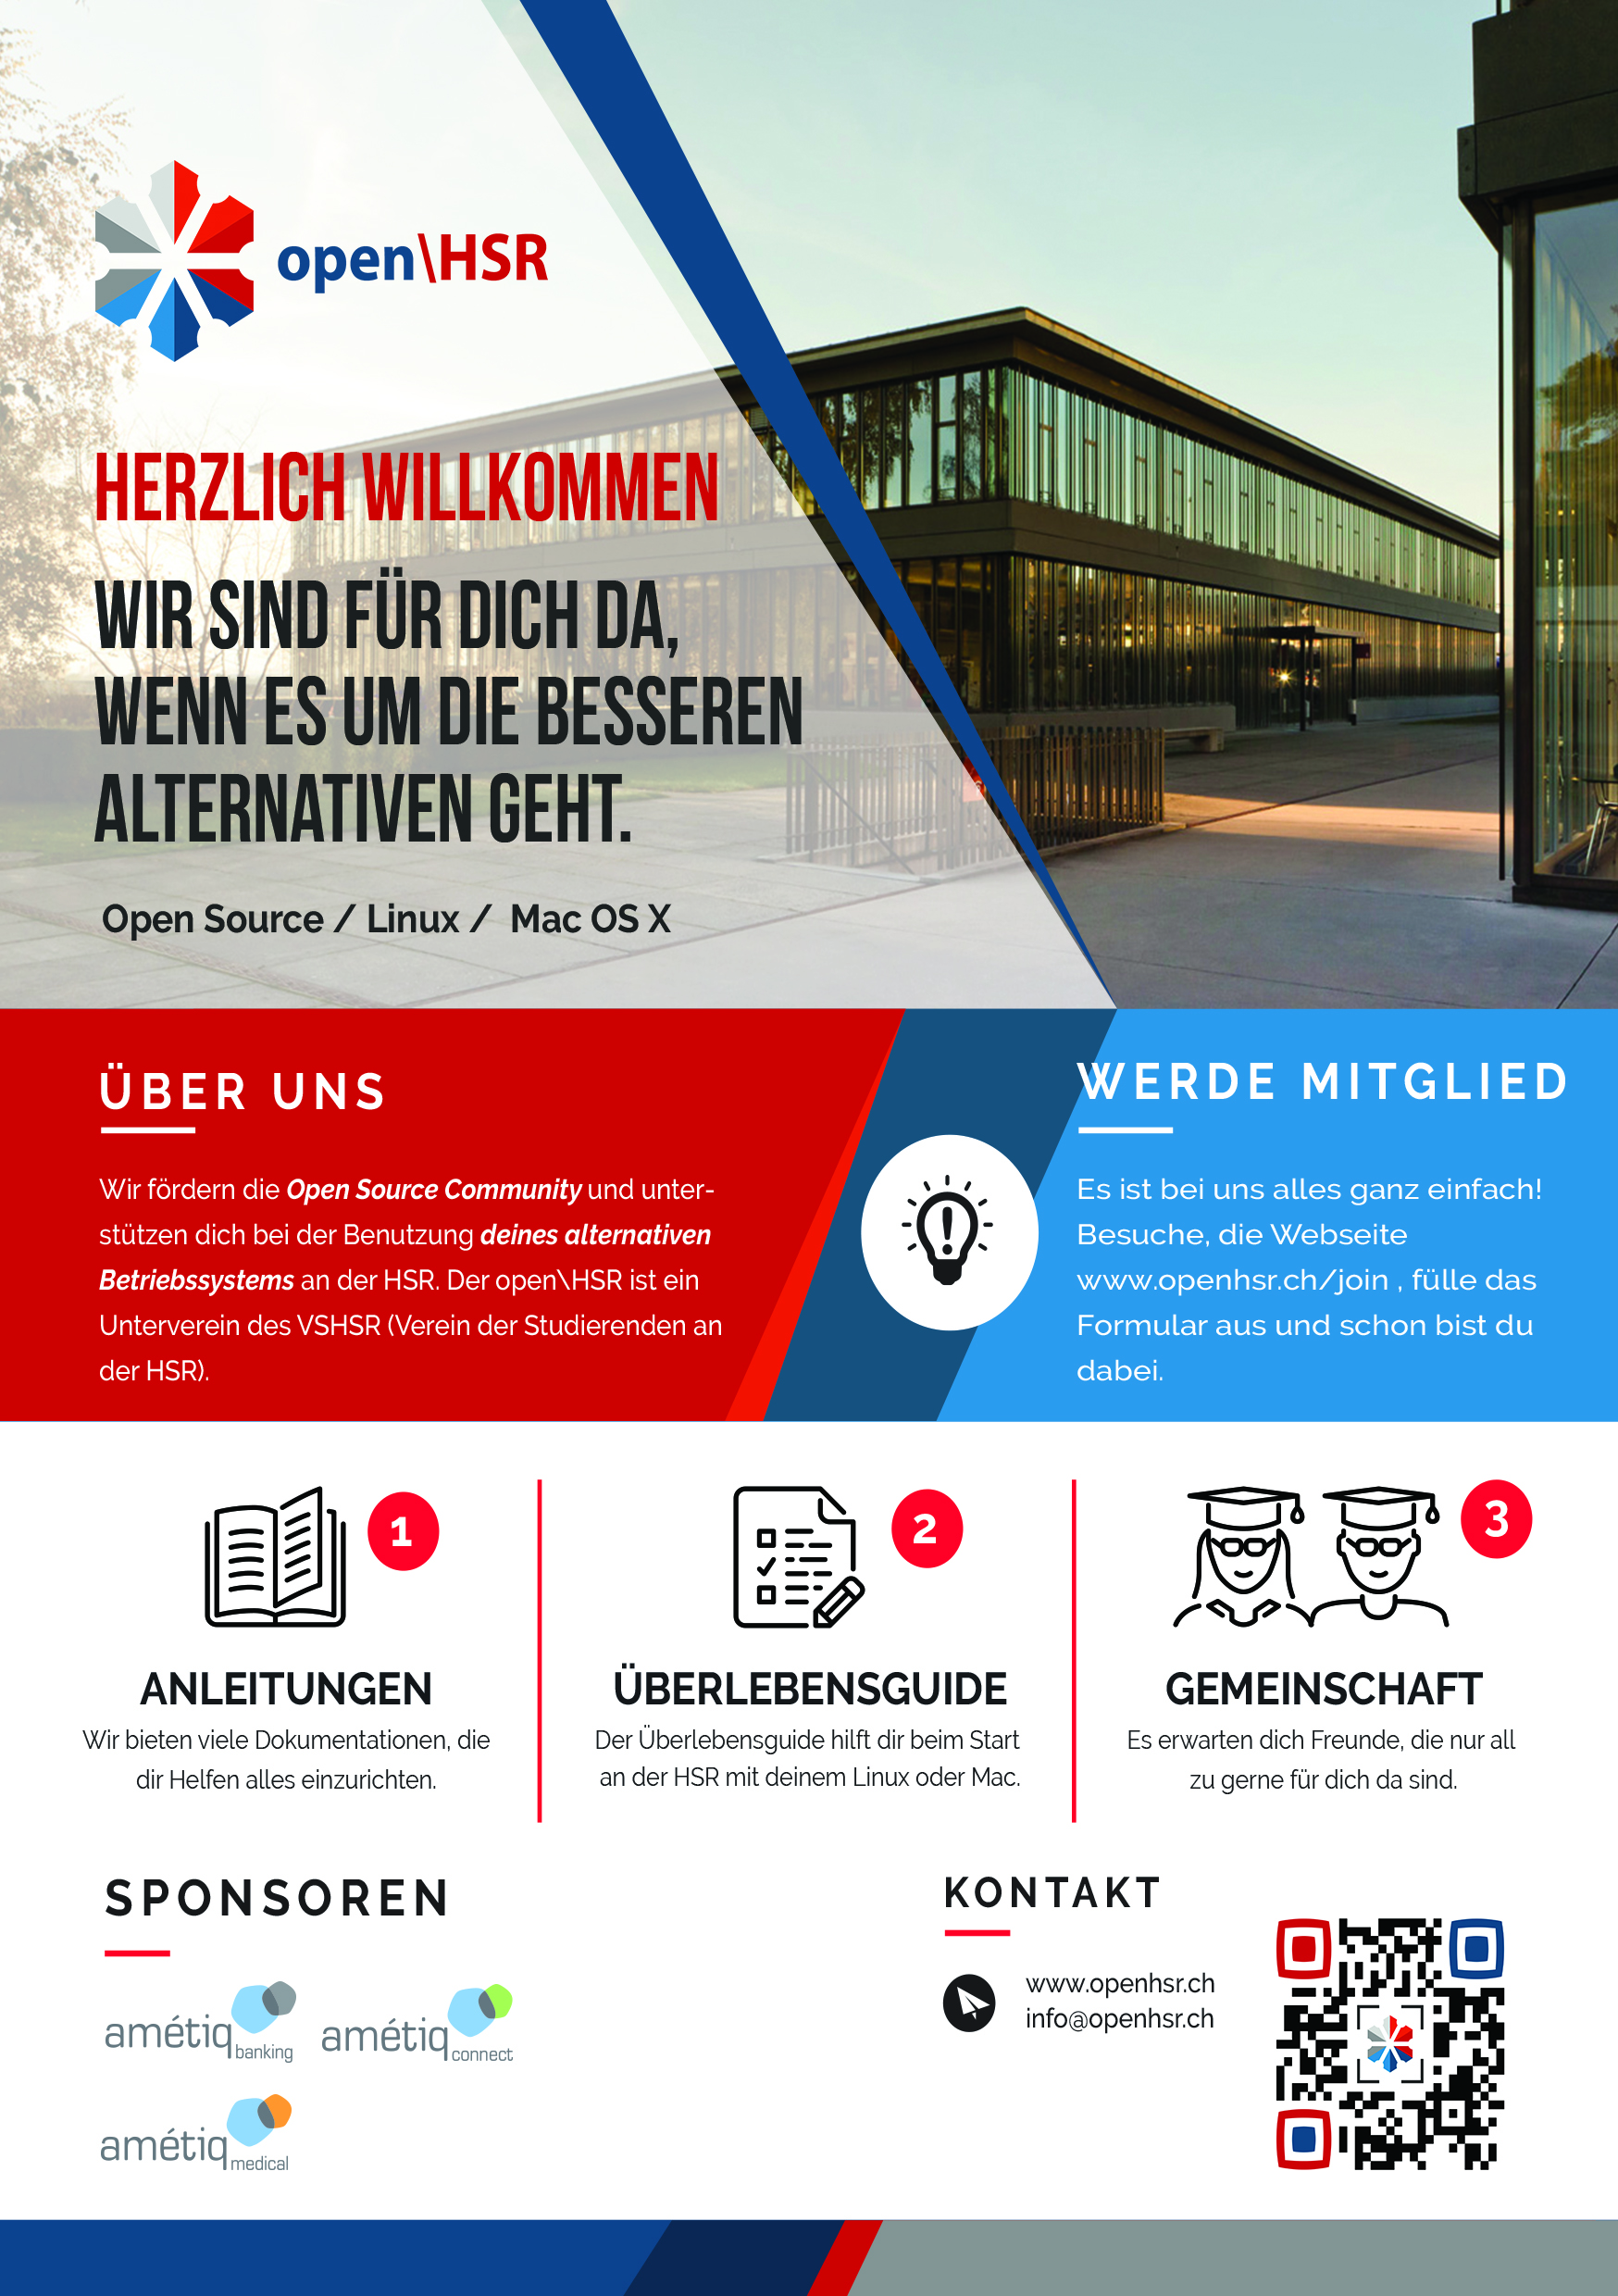 open\HSR
HERZLICH WILLKOMMEN
WIR SIND FÜR DICH DA,
WENN ES UM DIE BESSEREN
ALTERNATIVEN GEHT.
Open Source / Linux / Mac OS X
ÜBER UNS
Wir fördern die Open Source Community und unter-
stützen dich bei der Benutzung deines alternativen
Betriebssystems an der HSR. Der open\HSR ist ein
Unterverein des VSHSR (Verein der Studierenden an
der HSR).
WERDE MITGLIED
Es ist bei uns alles ganz einfach!
Besuche, die Webseite
www.openhsr.ch/join , fülle das
Formular aus und schon bist du
dabei.
1
ANLEITUNGEN
Wir bieten viele Dokumentationen, die
dir Helfen alles einzurichten.
2
ÜBERLEBENSGUIDE
Der Überlebensguide hilft dir beim Start
an der HSR mit deinem Linux oder Mac.
3
GEMEINSCHAFT
Es erwarten dich Freunde, die nur all
zu gerne für dich da sind.
SPONSOREN
amétiq banking
amétiq connect
amétiq medical
KONTAKT
www.openhsr.ch
info@openhsr.ch